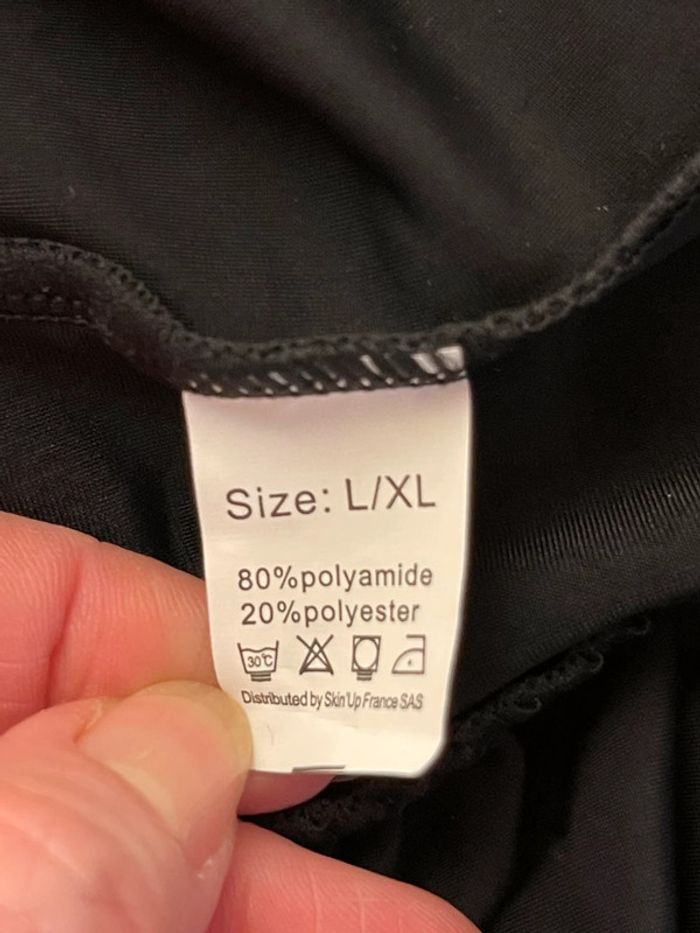 Size: L/XL
80%polyamide
20%polyester
30℃
Distributed by Skin'Up France SAS